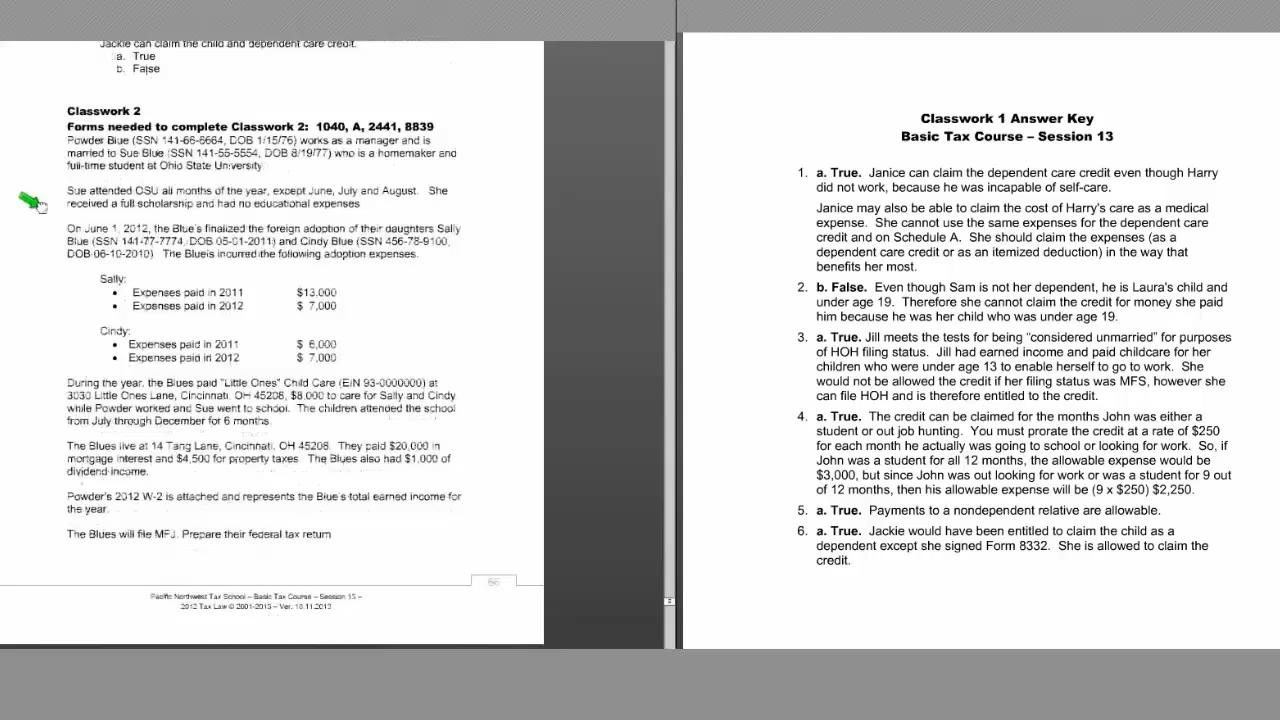 Jackie can claim the child and dependent care credit.
a. True
b. False
Classwork 2
Forms needed to complete Classwork 2: 1040, A, 2441, 8839
Powder Blue (SSN 141-66-6664, DOB 1/15/76) works as a manager and is
married to Sue Blue (SSN 141-55-5554, DOB 8/19/77) who is a homemaker and
full-time student at Ohio State University
Sue attended OSU all months of the year, except June, July and August. She
received a full scholarship and had no educational expenses
On June 1, 2012, the Blue's finalized the foreign adoption of their daughters Sally
Blue (SSN 141-77-7774, DOB 05-01-2011) and Cindy Blue (SSN 456-78-9100,
DOB 06-10-2010) The Blue's incurred the following adoption expenses.
Sally:
• Expenses paid in 2011 $13,000
• Expenses paid in 2012 $ 7,000
Cindy:
• Expenses paid in 2011 $ 6,000
• Expenses paid in 2012 $ 7,000
During the year, the Blues paid "Little Ones" Child Care (EIN 93-0000000) at
3030 Little Ones Lane, Cincinnati, OH 45208, $8,000 to care for Sally and Cindy
while Powder worked and Sue went to school. The children attended the school
from July through December for 6 months.
The Blues live at 14 Tang Lane, Cincinnati, OH 45208. They paid $20,000 in
mortgage interest and $4,500 for property taxes. The Blues also had $1,000 of
dividend income.
Powder's 2012 W-2 is attached and represents the Blue's total earned income for
the year.
The Blues will file MFJ. Prepare their federal tax return
Pacific Northwest Tax School – Basic Tax Course – Session 13 –
2012 Tax Law © 2001-2013 – Ver. 10.11.2013
Classwork 1 Answer Key
Basic Tax Course – Session 13
1. a. True. Janice can claim the dependent care credit even though Harry
did not work, because he was incapable of self-care.
Janice may also be able to claim the cost of Harry's care as a medical
expense. She cannot use the same expenses for the dependent care
credit and on Schedule A. She should claim the expenses (as a
dependent care credit or as an itemized deduction) in the way that
benefits her most.
2. b. False. Even though Sam is not her dependent, he is Laura's child and
under age 19. Therefore she cannot claim the credit for money she paid
him because he was her child who was under age 19.
3. a. True. Jill meets the tests for being "considered unmarried" for purposes
of HOH filing status. Jill had earned income and paid childcare for her
children who were under age 13 to enable herself to go to work. She
would not be allowed the credit if her filing status was MFS, however she
can file HOH and is therefore entitled to the credit.
4. a. True. The credit can be claimed for the months John was either a
student or out job hunting. You must prorate the credit at a rate of $250
for each month he actually was going to school or looking for work. So, if
John was a student for all 12 months, the allowable expense would be
$3,000, but since John was out looking for work or was a student for 9 out
of 12 months, then his allowable expense will be (9 x $250) $2,250.
5. a. True. Payments to a nondependent relative are allowable.
6. a. True. Jackie would have been entitled to claim the child as a
dependent except she signed Form 8332. She is allowed to claim the
credit.